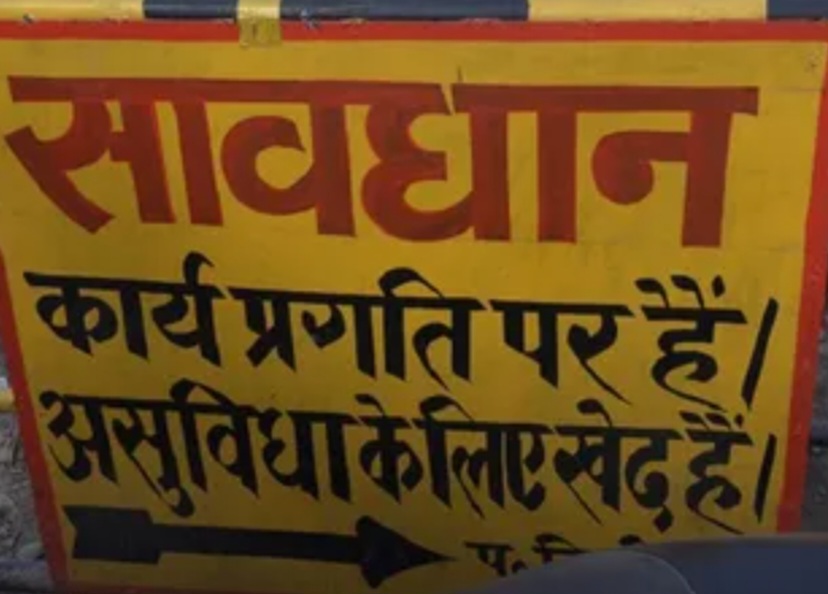 सावधान
कार्य प्रगति पर हैं।
असुविधा के लिए खेद हैं।